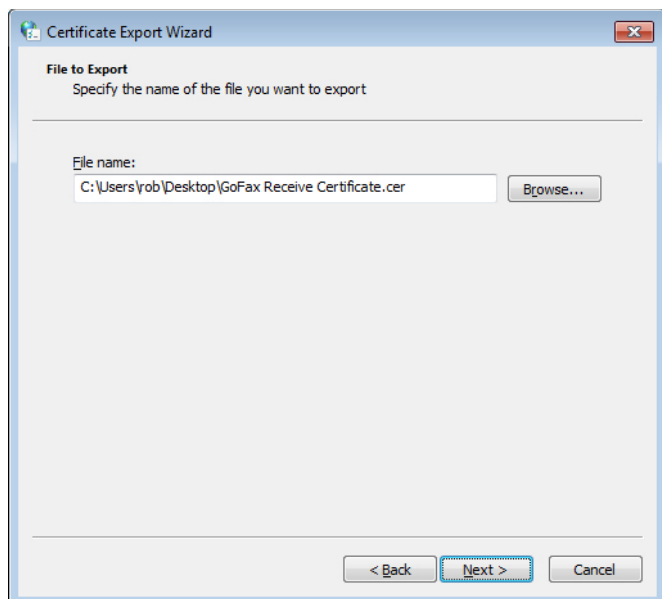 Certificate Export Wizard
File to Export
Specify the name of the file you want to export
File name:
C:\Users\rob\Desktop\GoFax Receive Certificate.cer
Browse...
< Back
Next >
Cancel